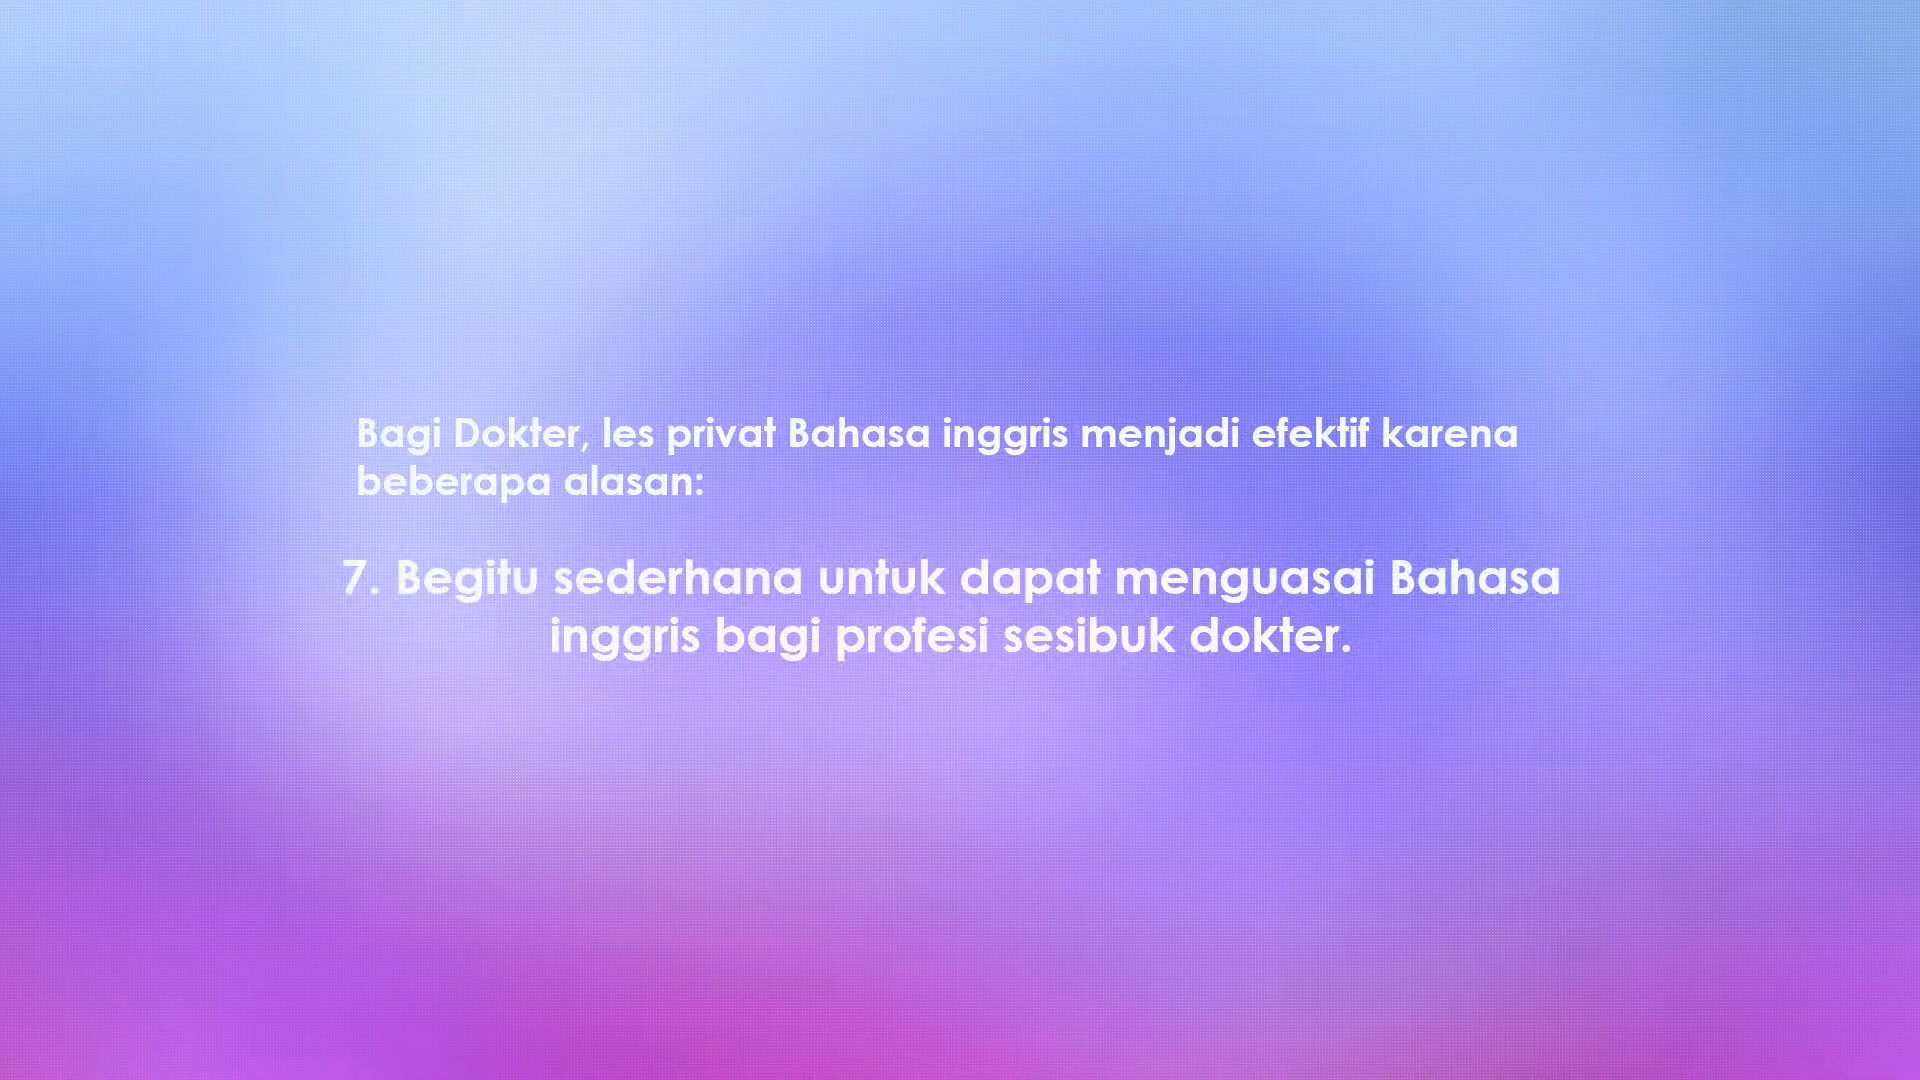 Bagi Dokter, les privat Bahasa inggris menjadi efektif karena
beberapa alasan:
7. Begitu sederhana untuk dapat menguasai Bahasa
inggris bagi profesi sesibuk dokter.